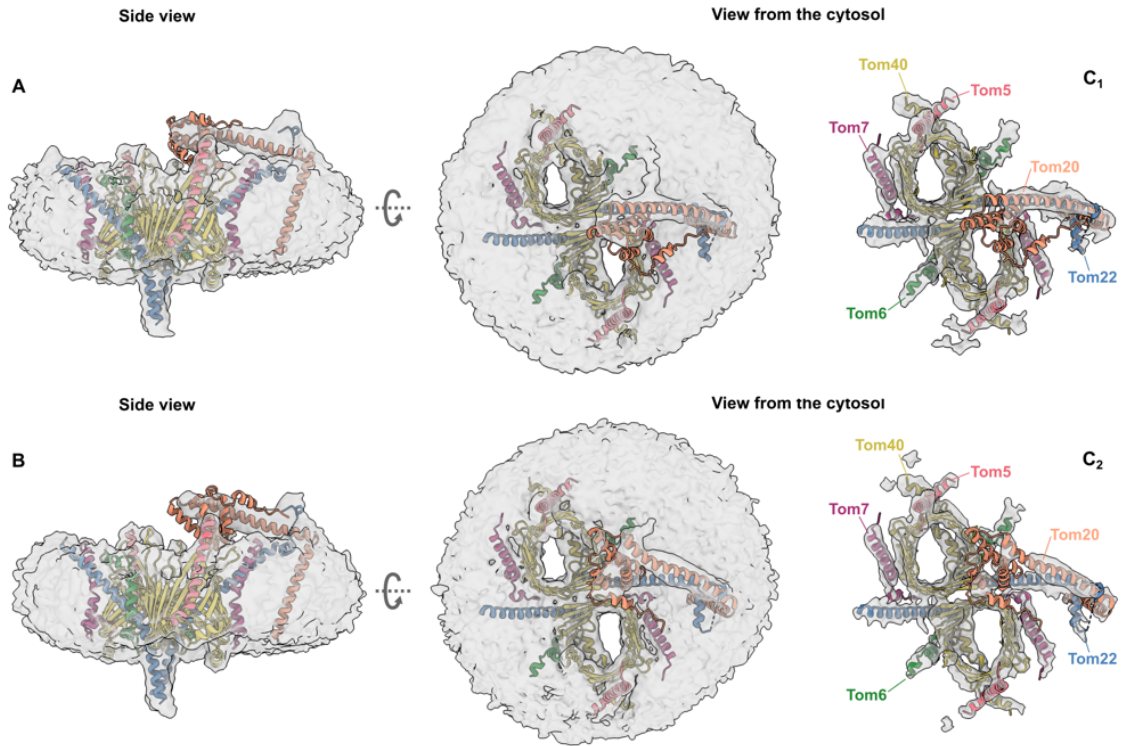 Side view
View from the cytosol
A
C1
Tom40
Tom5
Tom7
Tom20
Tom22
Tom6
Side view
View from the cytosol
B
C2
Tom40
Tom5
Tom7
Tom20
Tom22
Tom6